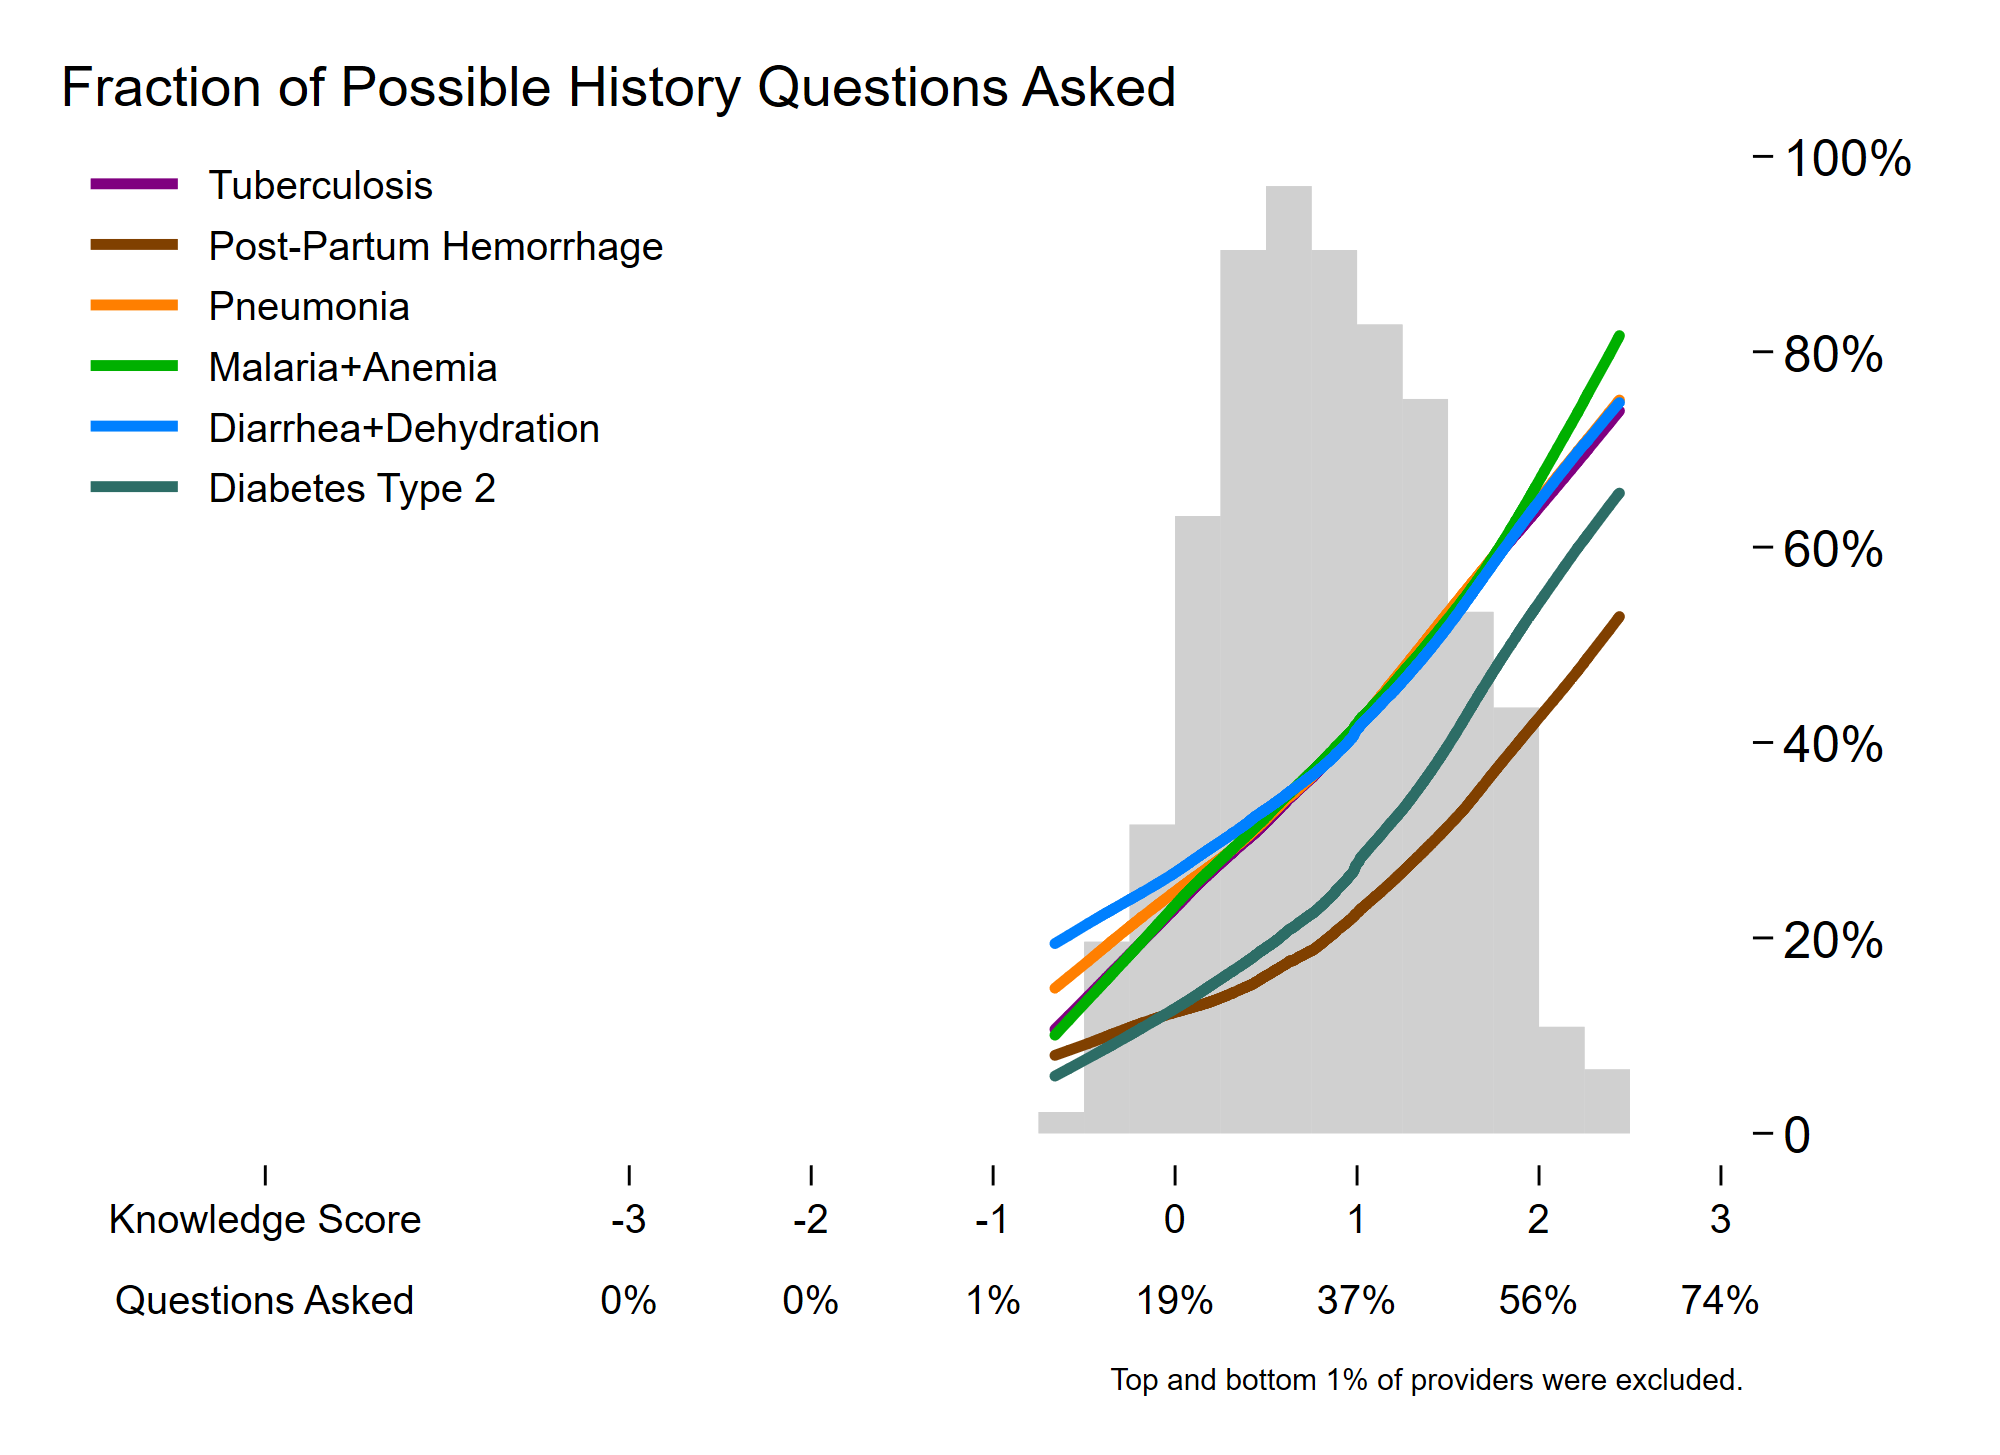 Fraction of Possible History Questions Asked
Tuberculosis
Post-Partum Hemorrhage
Pneumonia
Malaria+Anemia
Diarrhea+Dehydration
Diabetes Type 2
100%
80%
60%
40%
20%
0
Knowledge Score -3 -2 -1 0 1 2 3
Questions Asked 0% 0% 1% 19% 37% 56% 74%
Top and bottom 1% of providers were excluded.